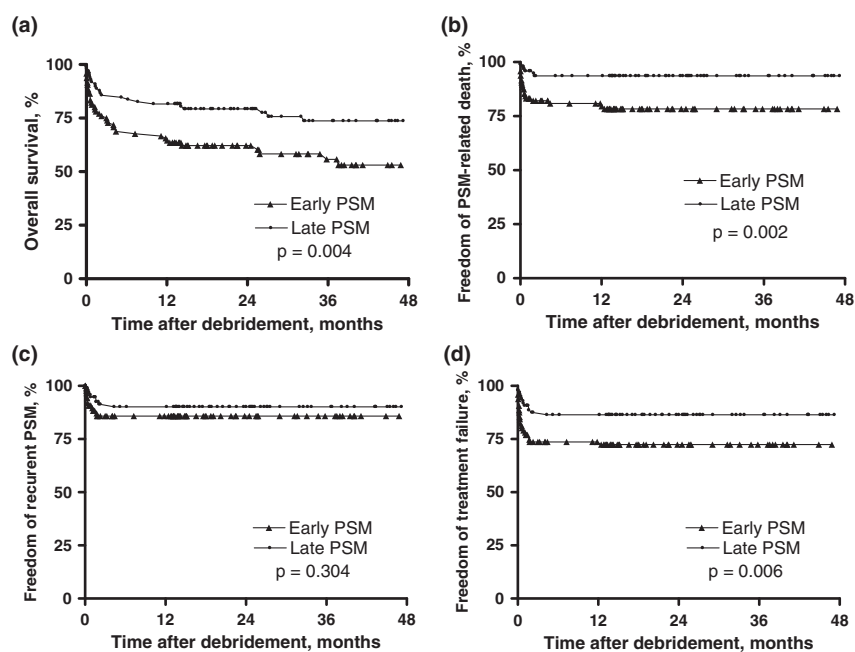 (a)
Overall survival, %
100
75
50
25
0
Early PSM
Late PSM
p = 0.004
0 12 24 36 48
Time after debridement, months
(b)
Freedom of PSM-related death, %
100
75
50
25
0
Early PSM
Late PSM
p = 0.002
0 12 24 36 48
Time after debridement, months
(c)
Freedom of recurent PSM, %
100
75
50
25
0
Early PSM
Late PSM
p = 0.304
0 12 24 36 48
Time after debridement, months
(d)
Freedom of treatment failure, %
100
75
50
25
0
Early PSM
Late PSM
p = 0.006
0 12 24 36 48
Time after debridement, months